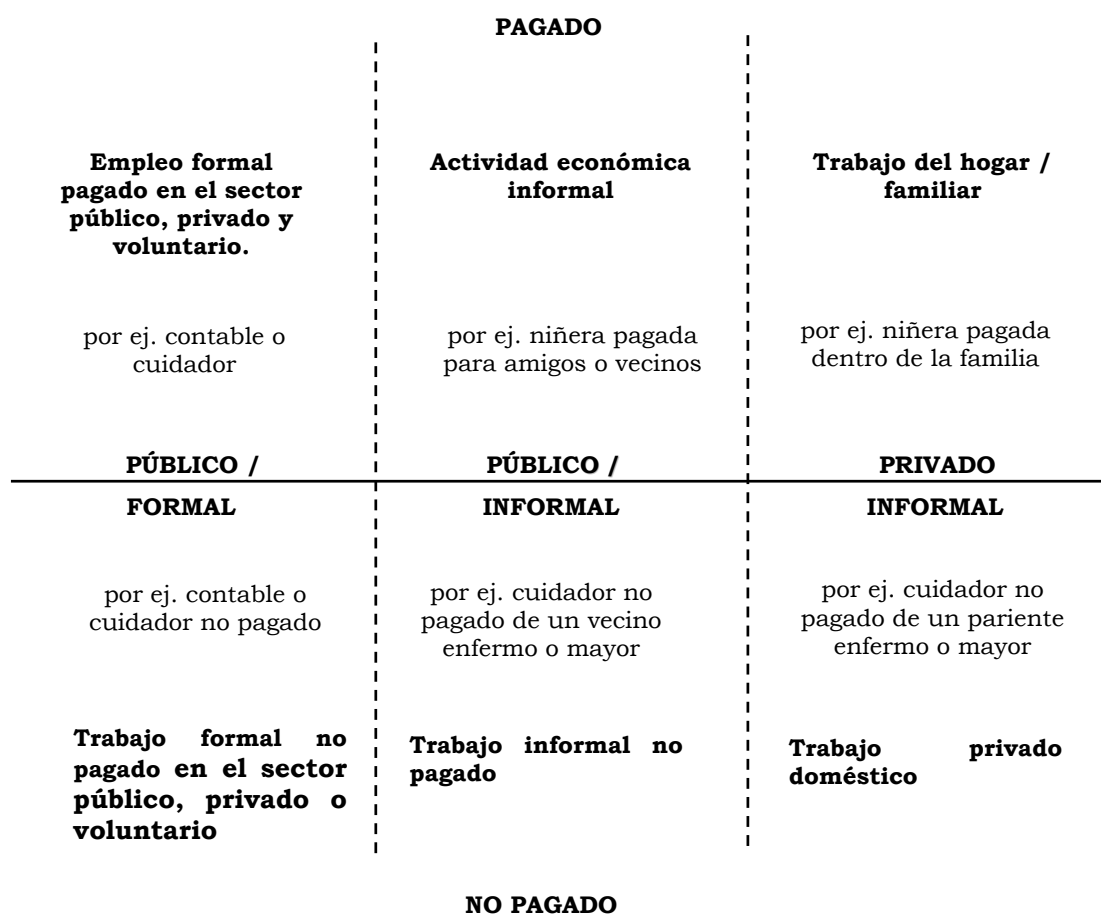 PAGADO
Empleo formal
pagado en el sector
público, privado y
voluntario.
Actividad económica
informal
Trabajo del hogar /
familiar
por ej. contable o
cuidador
por ej. niñera pagada
para amigos o vecinos
por ej. niñera pagada
dentro de la familia
PÚBLICO /
PÚBLICO /
PRIVADO
FORMAL
INFORMAL
INFORMAL
por ej. contable o
cuidador no pagado
por ej. cuidador no
pagado de un vecino
enfermo o mayor
por ej. cuidador no
pagado de un pariente
enfermo o mayor
Trabajo formal no
pagado en el sector
público, privado o
voluntario
Trabajo informal no
pagado
Trabajo privado
doméstico
NO PAGADO